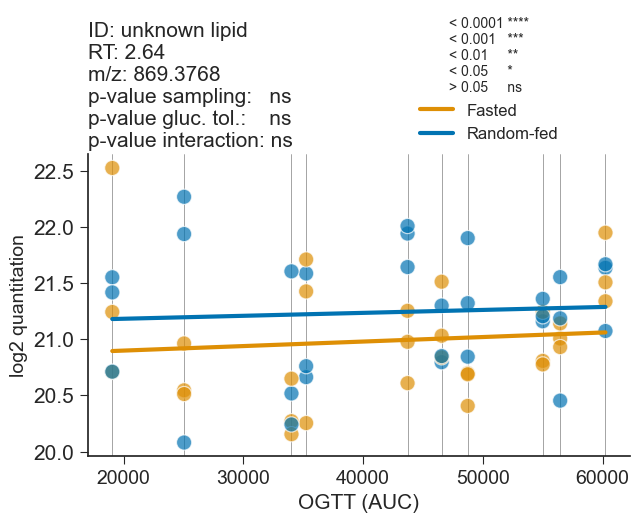 ID: unknown lipid
RT: 2.64
m/z: 869.3768
p-value sampling: ns
p-value gluc. tol.: ns
p-value interaction: ns
< 0.0001 ****
< 0.001 ***
< 0.01 **
< 0.05 *
> 0.05 ns
Fasted
Random-fed
log2 quantitation
22.5
22.0
21.5
21.0
20.5
20.0
20000 30000 40000 50000 60000
OGTT (AUC)